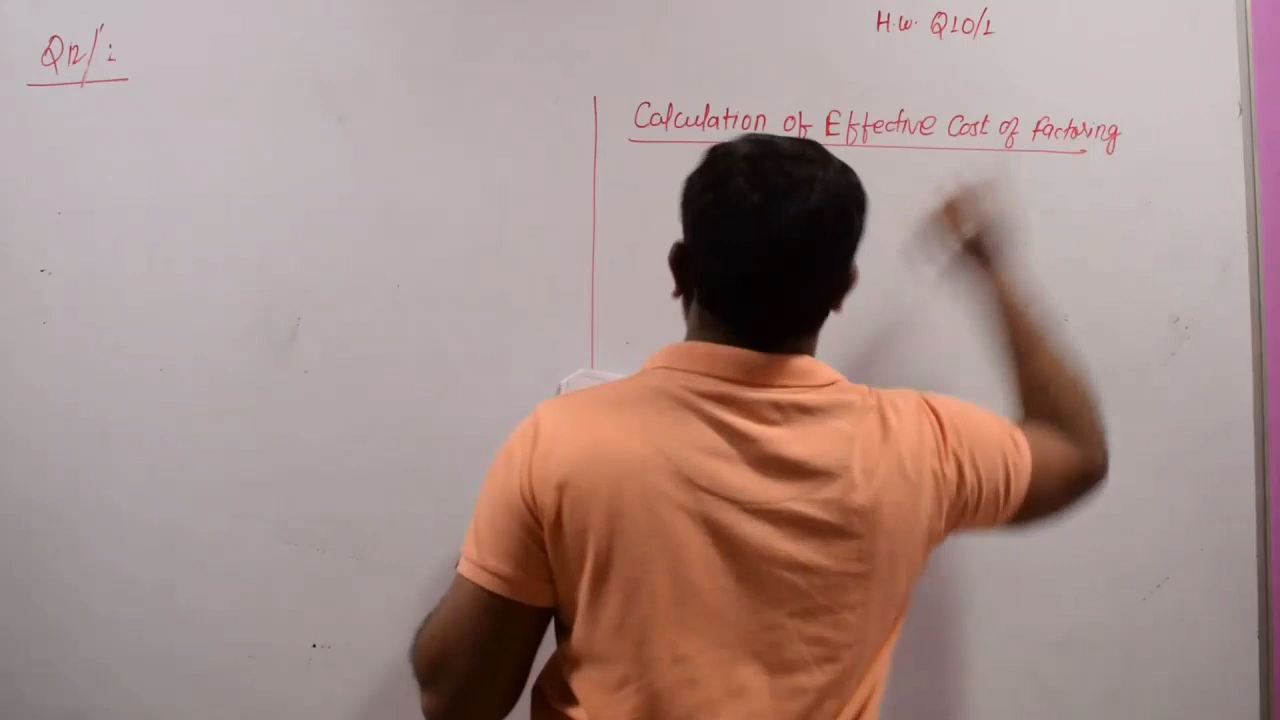 H.W. Q10/1
Q12/:
Calculation of Effective Cost of Factoring